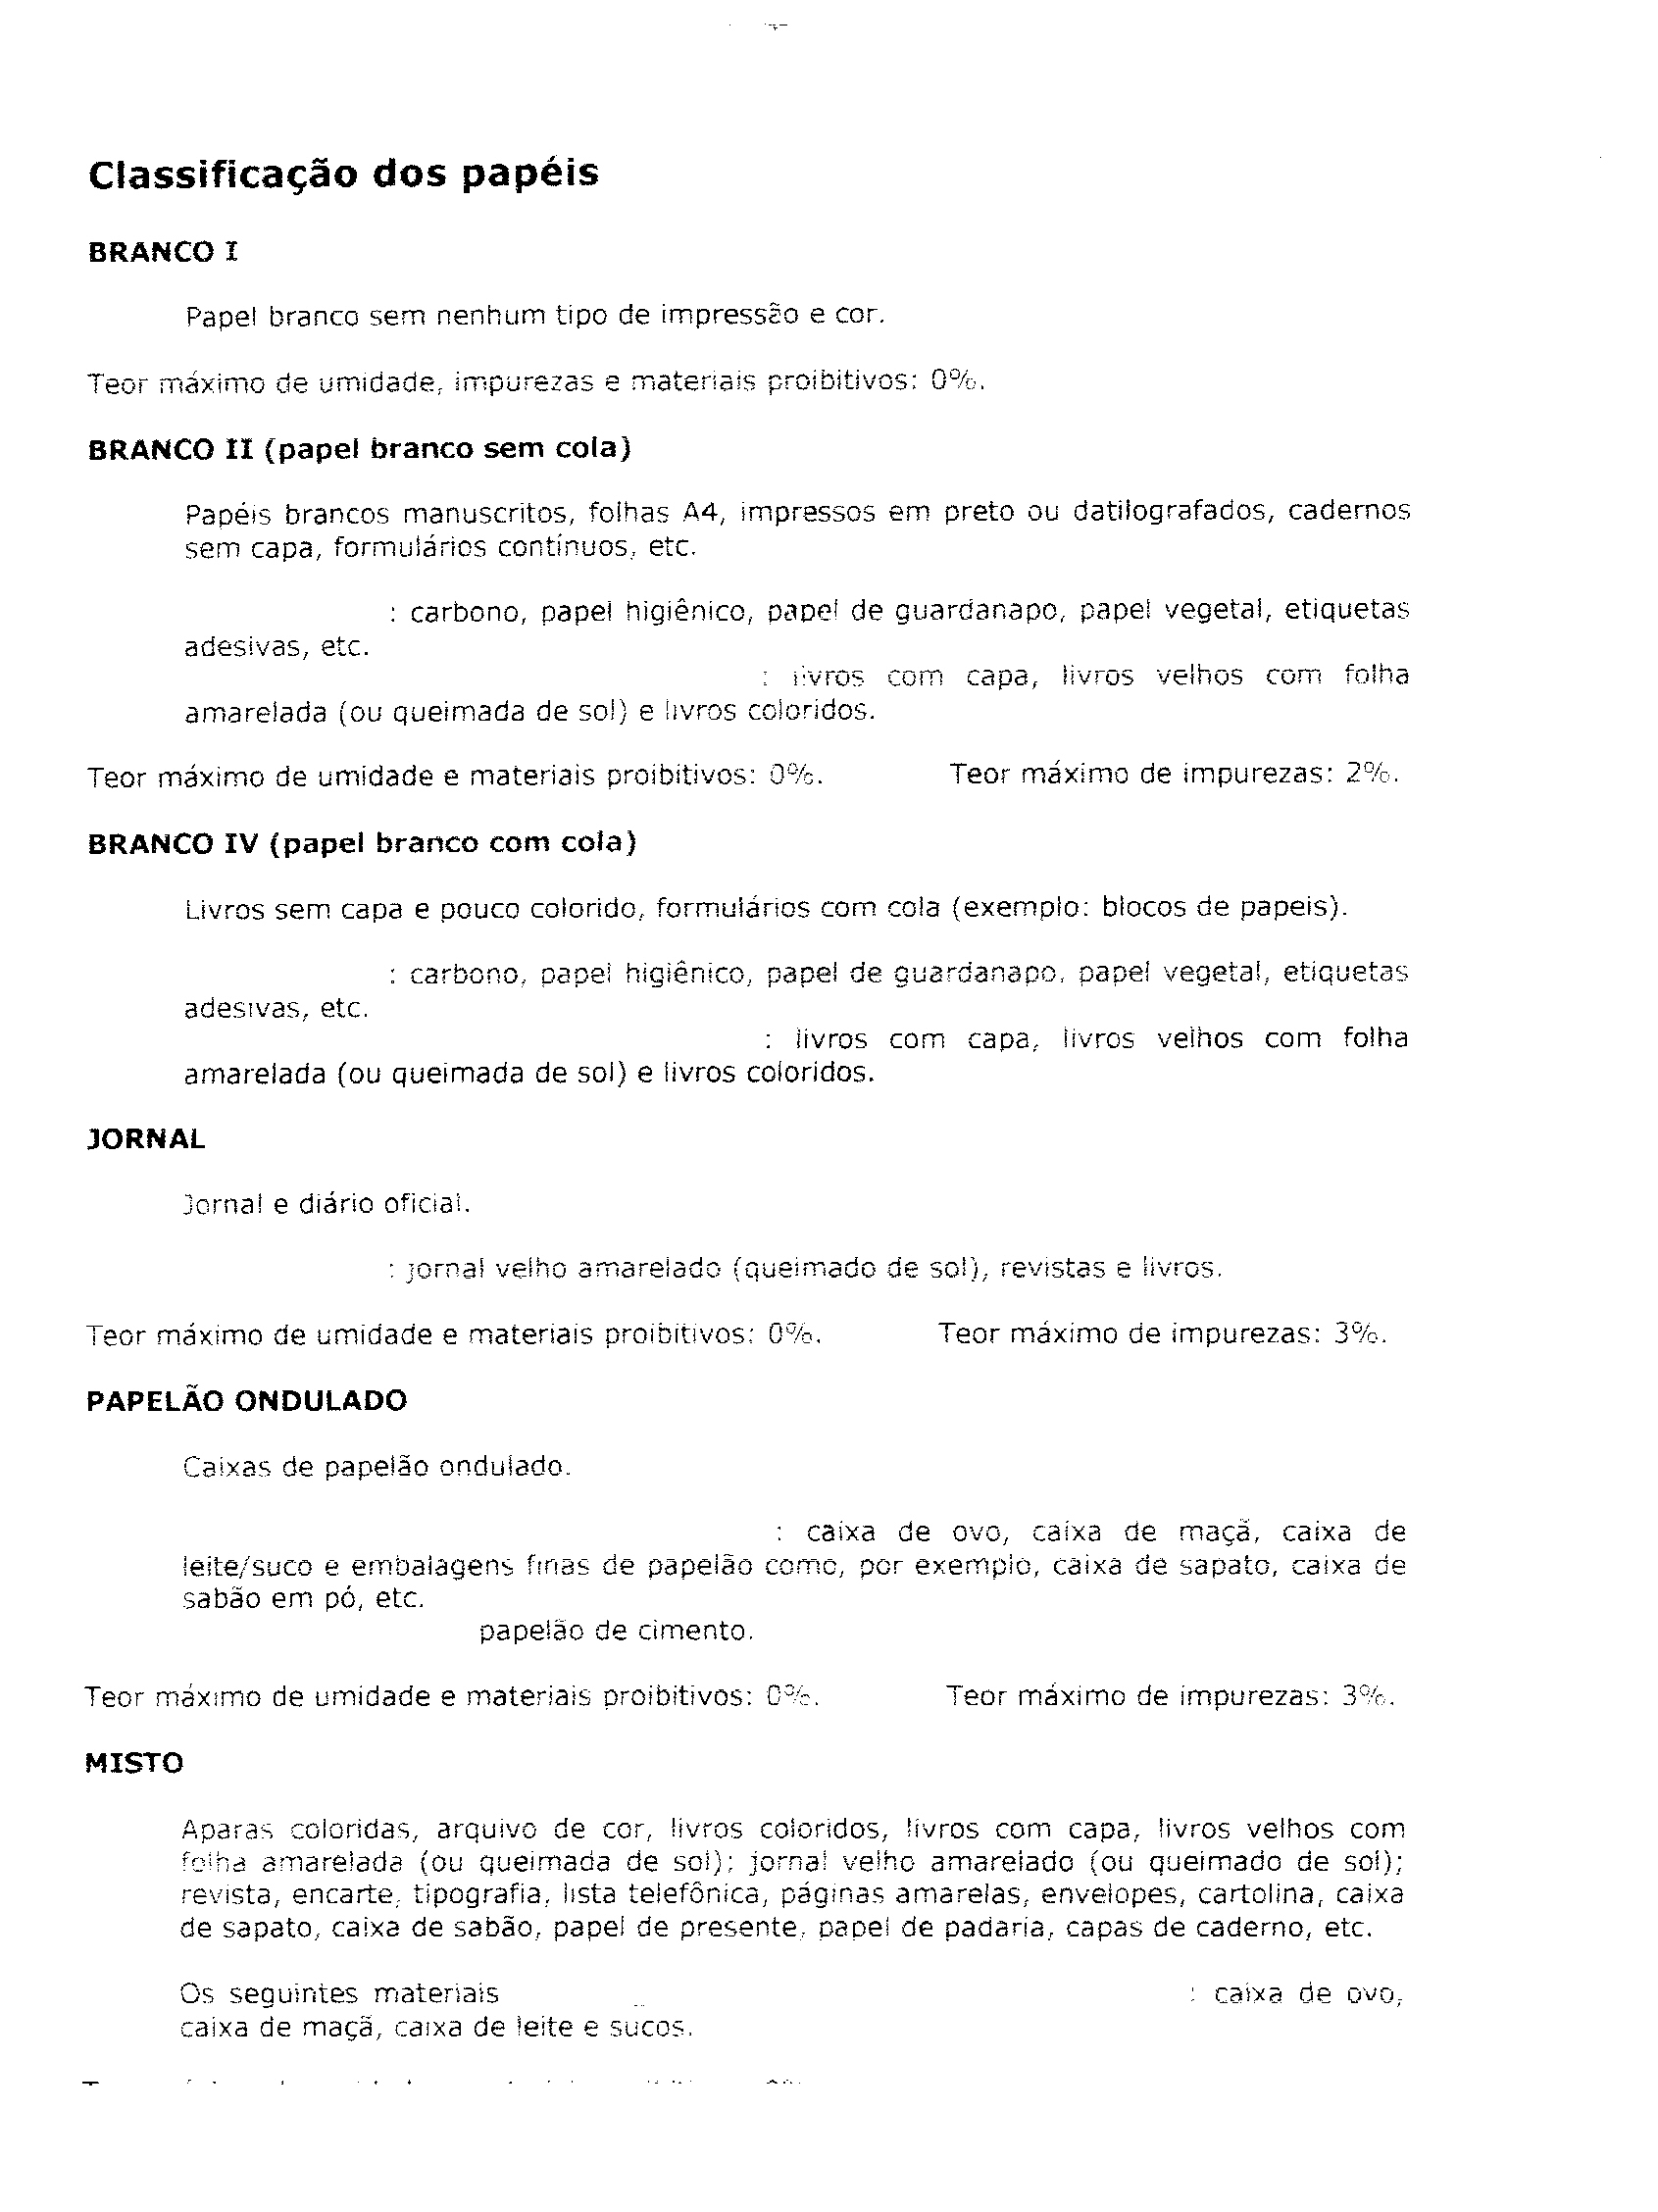 Classificação dos papéis
BRANCO I
Papel branco sem nenhum tipo de impressão e cor.
Teor máximo de umidade, impurezas e materiais proibitivos: 0%.
BRANCO II (papel branco sem cola)
Papéis brancos manuscritos, folhas A4, impressos em preto ou datilografados, cadernos
sem capa, formulários contínuos, etc.
: carbono, papel higiênico, papel de guardanapo, papel vegetal, etiquetas
adesivas, etc.
: livros com capa, livros velhos com folha
amarelada (ou queimada de sol) e livros coloridos.
Teor máximo de umidade e materiais proibitivos: 0%. Teor máximo de impurezas: 2%.
BRANCO IV (papel branco com cola)
Livros sem capa e pouco colorido, formulários com cola (exemplo: blocos de papeis).
: carbono, papel higiênico, papel de guardanapo, papel vegetal, etiquetas
adesivas, etc.
: livros com capa, livros velhos com folha
amarelada (ou queimada de sol) e livros coloridos.
JORNAL
Jornal e diário oficial.
: jornal velho amarelado (queimado de sol), revistas e livros.
Teor máximo de umidade e materiais proibitivos: 0%. Teor máximo de impurezas: 3%.
PAPELÃO ONDULADO
Caixas de papelão ondulado.
: caixa de ovo, caixa de maçã, caixa de
leite/suco e embalagens finas de papelão como, por exemplo, caixa de sapato, caixa de
sabão em pó, etc.
papelão de cimento.
Teor máximo de umidade e materiais proibitivos: 0%. Teor máximo de impurezas: 3%.
MISTO
Aparas coloridas, arquivo de cor, livros coloridos, livros com capa, livros velhos com
folha amarelada (ou queimada de sol); jornal velho amarelado (ou queimado de sol);
revista, encarte, tipografia, lista telefônica, páginas amarelas, envelopes, cartolina, caixa
de sapato, caixa de sabão, papel de presente, papel de padaria, capas de caderno, etc.
Os seguintes materiais : caixa de ovo,
caixa de maçã, caixa de leite e sucos.